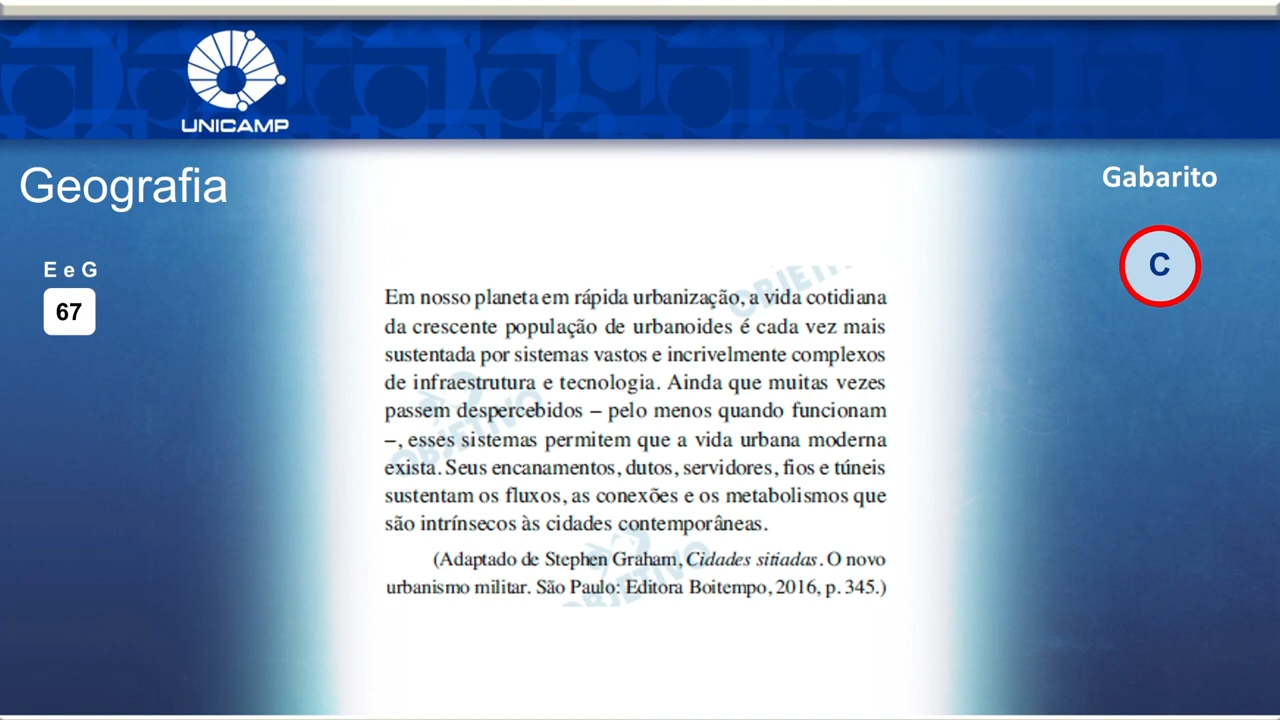 UNICAMP
Geografia
Gabarito
C
E e G
67
Em nosso planeta em rápida urbanização, a vida cotidiana
da crescente população de urbanoides é cada vez mais
sustentada por sistemas vastos e incrivelmente complexos
de infraestrutura e tecnologia. Ainda que muitas vezes
passem despercebidos – pelo menos quando funcionam
–, esses sistemas permitem que a vida urbana moderna
exista. Seus encanamentos, dutos, servidores, fios e túneis
sustentam os fluxos, as conexões e os metabolismos que
são intrínsecos às cidades contemporâneas.
(Adaptado de Stephen Graham, Cidades sitiadas. O novo
urbanismo militar. São Paulo: Editora Boitempo, 2016, p. 345.)
OBJETIVO
OBJETIVO
OBJETIVO